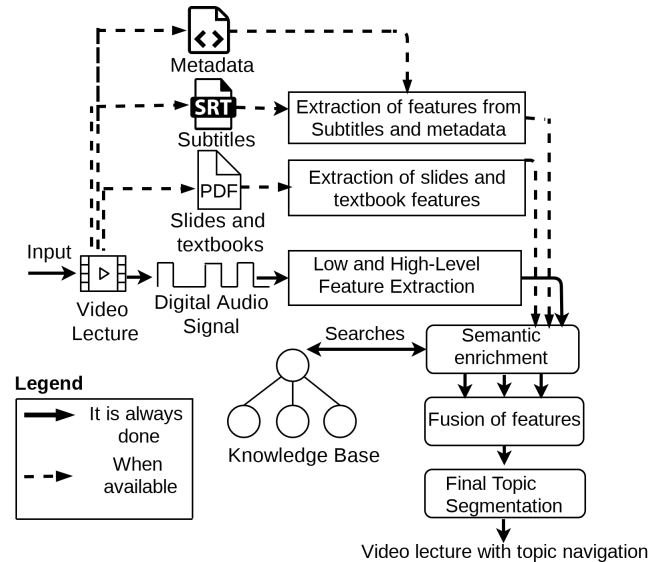 Metadata
SRT
Subtitles
Extraction of features from
Subtitles and metadata
PDF
Slides and
textbooks
Extraction of slides and
textbook features
Input
Video
Lecture
Digital Audio
Signal
Low and High-Level
Feature Extraction
Searches
Semantic
enrichment
Knowledge Base
Fusion of features
Final Topic
Segmentation
Video lecture with topic navigation
Legend
It is always
done
When
available